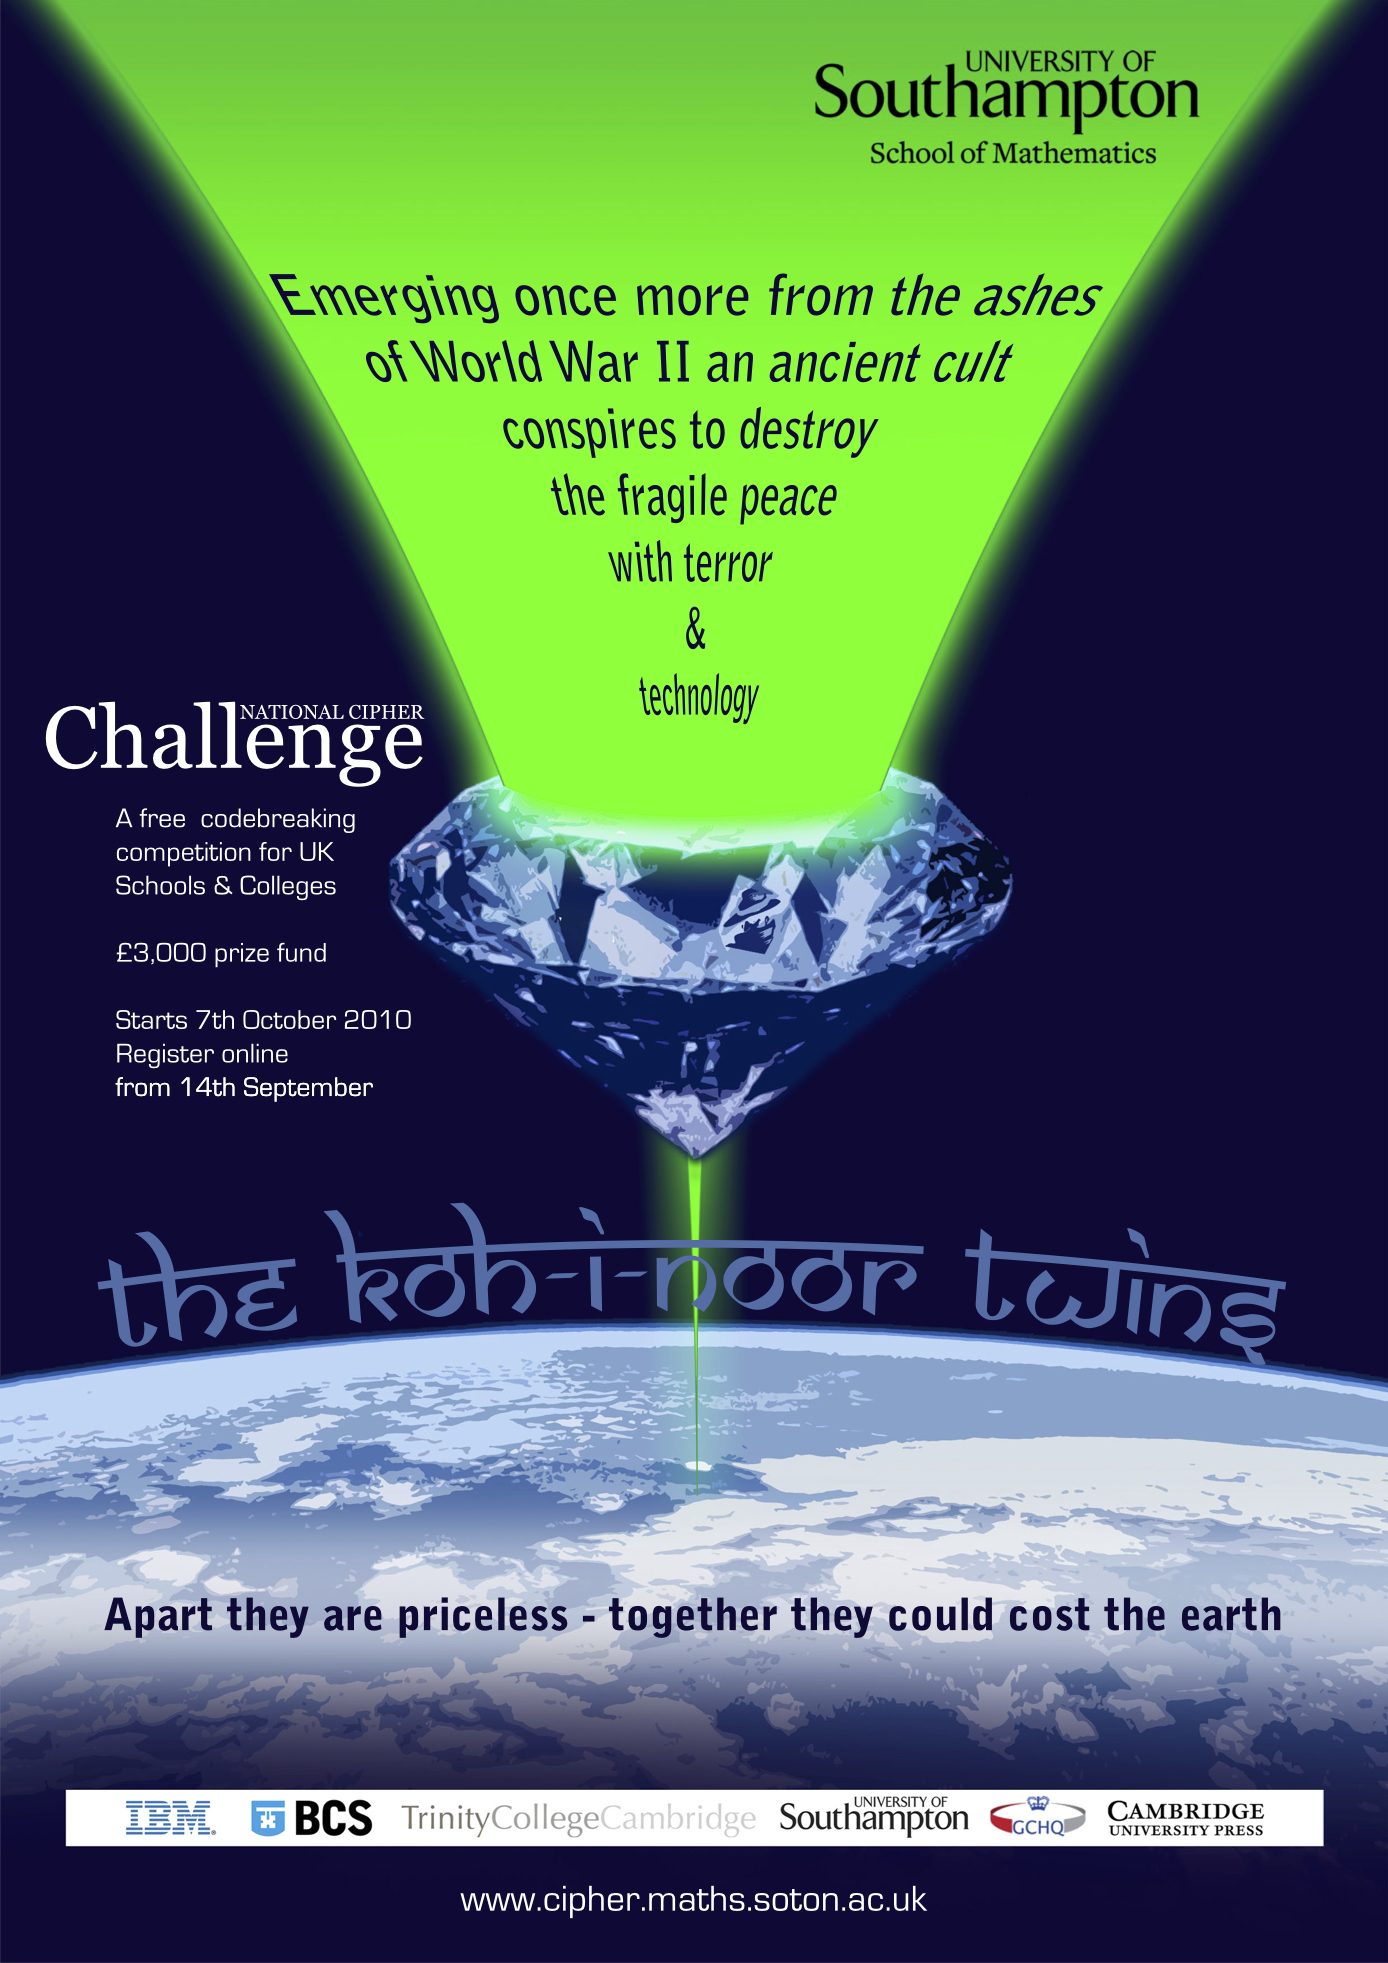 UNIVERSITY OF
Southampton
School of Mathematics
Emerging once more from the ashes
of World War II an ancient cult
conspires to destroy
the fragile peace
with terror
&
technology
NATIONAL CIPHER
Challenge
A free codebreaking
competition for UK
Schools & Colleges
£3,000 prize fund
Starts 7th October 2010
Register online
from 14th September
the koh-i-noor twins
Apart they are priceless - together they could cost the earth
IBM® BCS TrinityCollegeCambridge UNIVERSITY OF Southampton GCHQ CAMBRIDGE UNIVERSITY PRESS
www.cipher.maths.soton.ac.uk